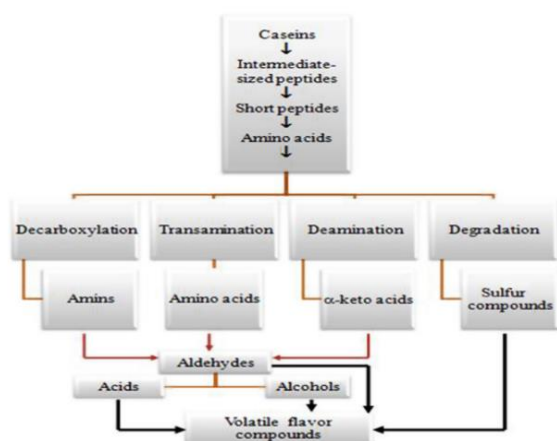 Caseins
Intermediate-
sized peptides
Short peptides
Amino acids
Decarboxylation
Transamination
Deamination
Degradation
Amins
Amino acids
α-keto acids
Sulfur
compounds
Aldehydes
Acids
Alcohols
Volatile flavor
compounds